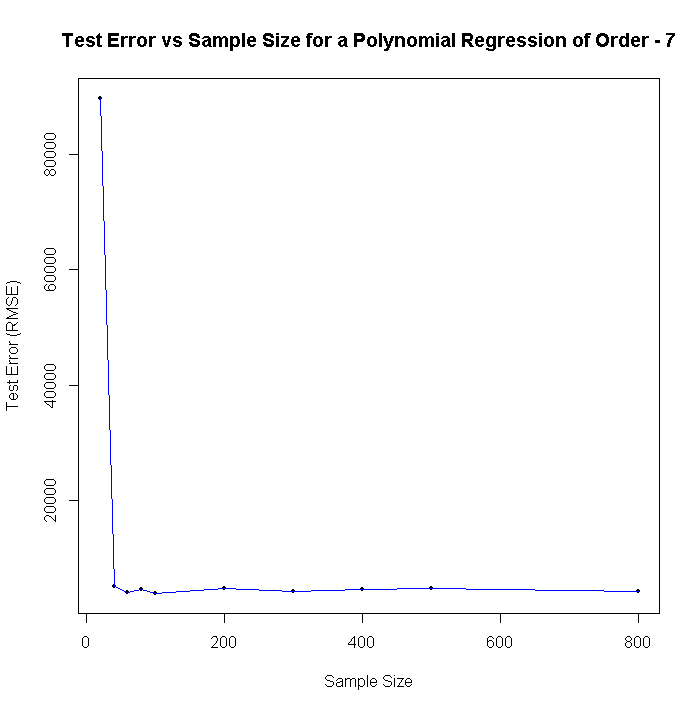 Test Error vs Sample Size for a Polynomial Regression of Order - 7
Test Error (RMSE)
80000
60000
40000
20000
0 200 400 600 800
Sample Size